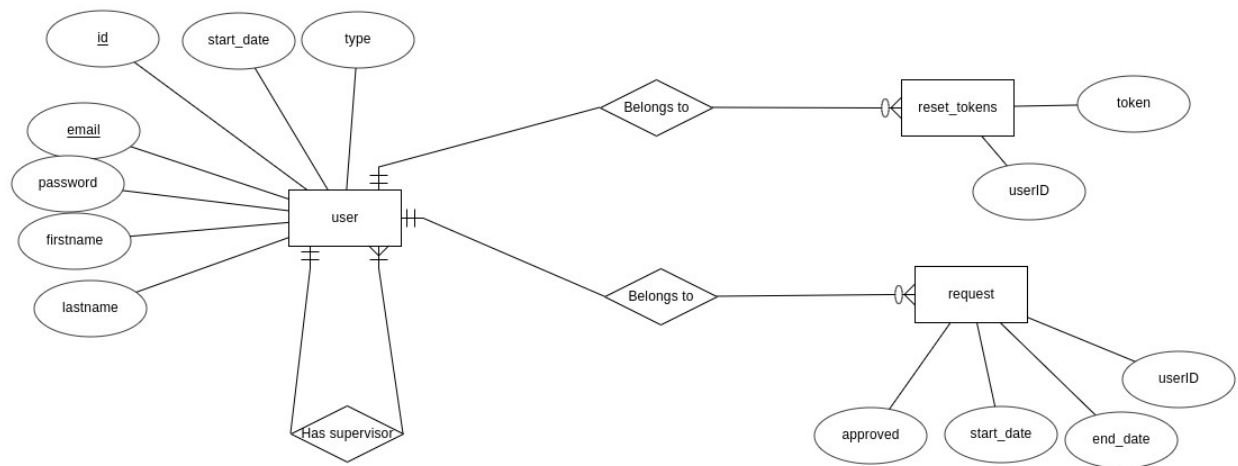 id
start_date
type
email
password
firstname
lastname
user
Belongs to
reset_tokens
token
userID
Belongs to
request
userID
approved
start_date
end_date
Has supervisor